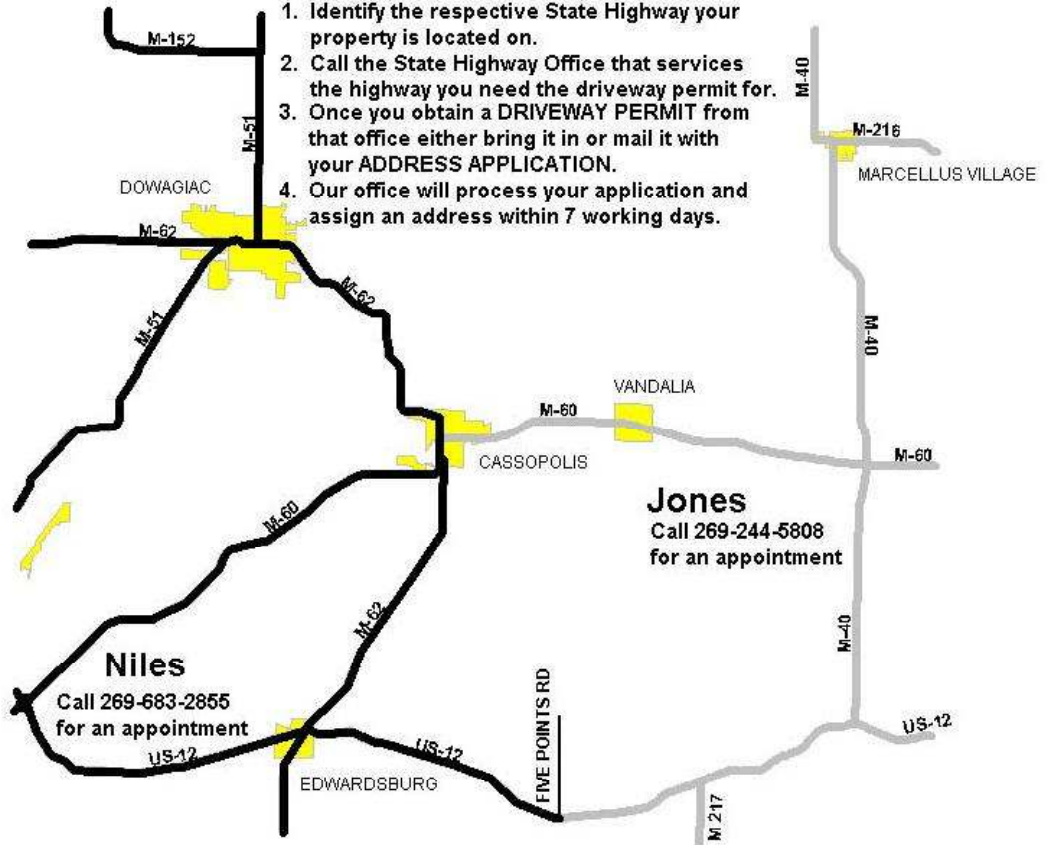 1. Identify the respective State Highway your
property is located on.
2. Call the State Highway Office that services
the highway you need the driveway permit for.
3. Once you obtain a DRIVEWAY PERMIT from
that office either bring it in or mail it with
your ADDRESS APPLICATION.
4. Our office will process your application and
assign an address within 7 working days.
M-152
M-51
M-40
M-216
MARCELLUS VILLAGE
DOWAGIAC
M-62
M-62
M-51
M-40
VANDALIA
M-60
CASSOPOLIS
M-60
M-60
Jones
Call 269-244-5808
for an appointment
M-62
M-40
Niles
Call 269-683-2855
for an appointment
FIVE POINTS RD
US-12
US-12
US-12
EDWARDSBURG
M 217